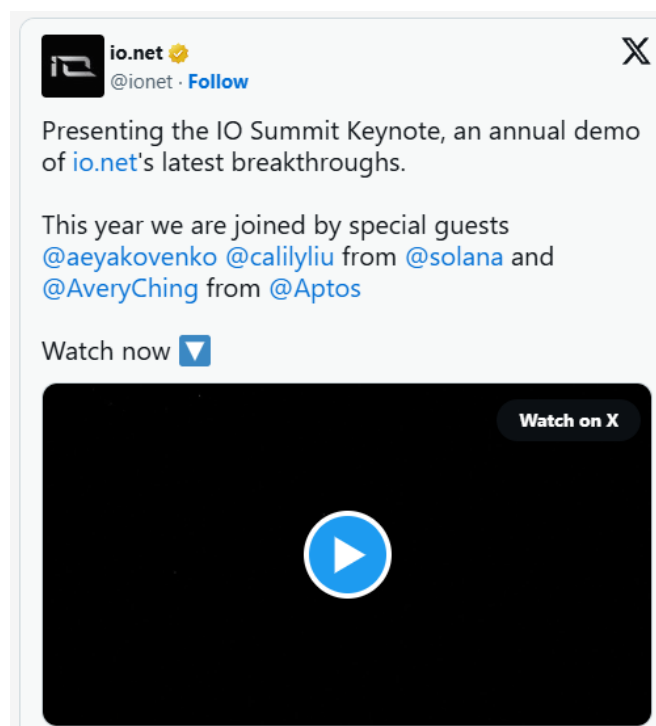 io.net
@ionet · Follow
Presenting the IO Summit Keynote, an annual demo
of io.net's latest breakthroughs.
This year we are joined by special guests
@aeyakovenko @calilyliu from @solana and
@AveryChing from @Aptos
Watch now 🔽
Watch on X